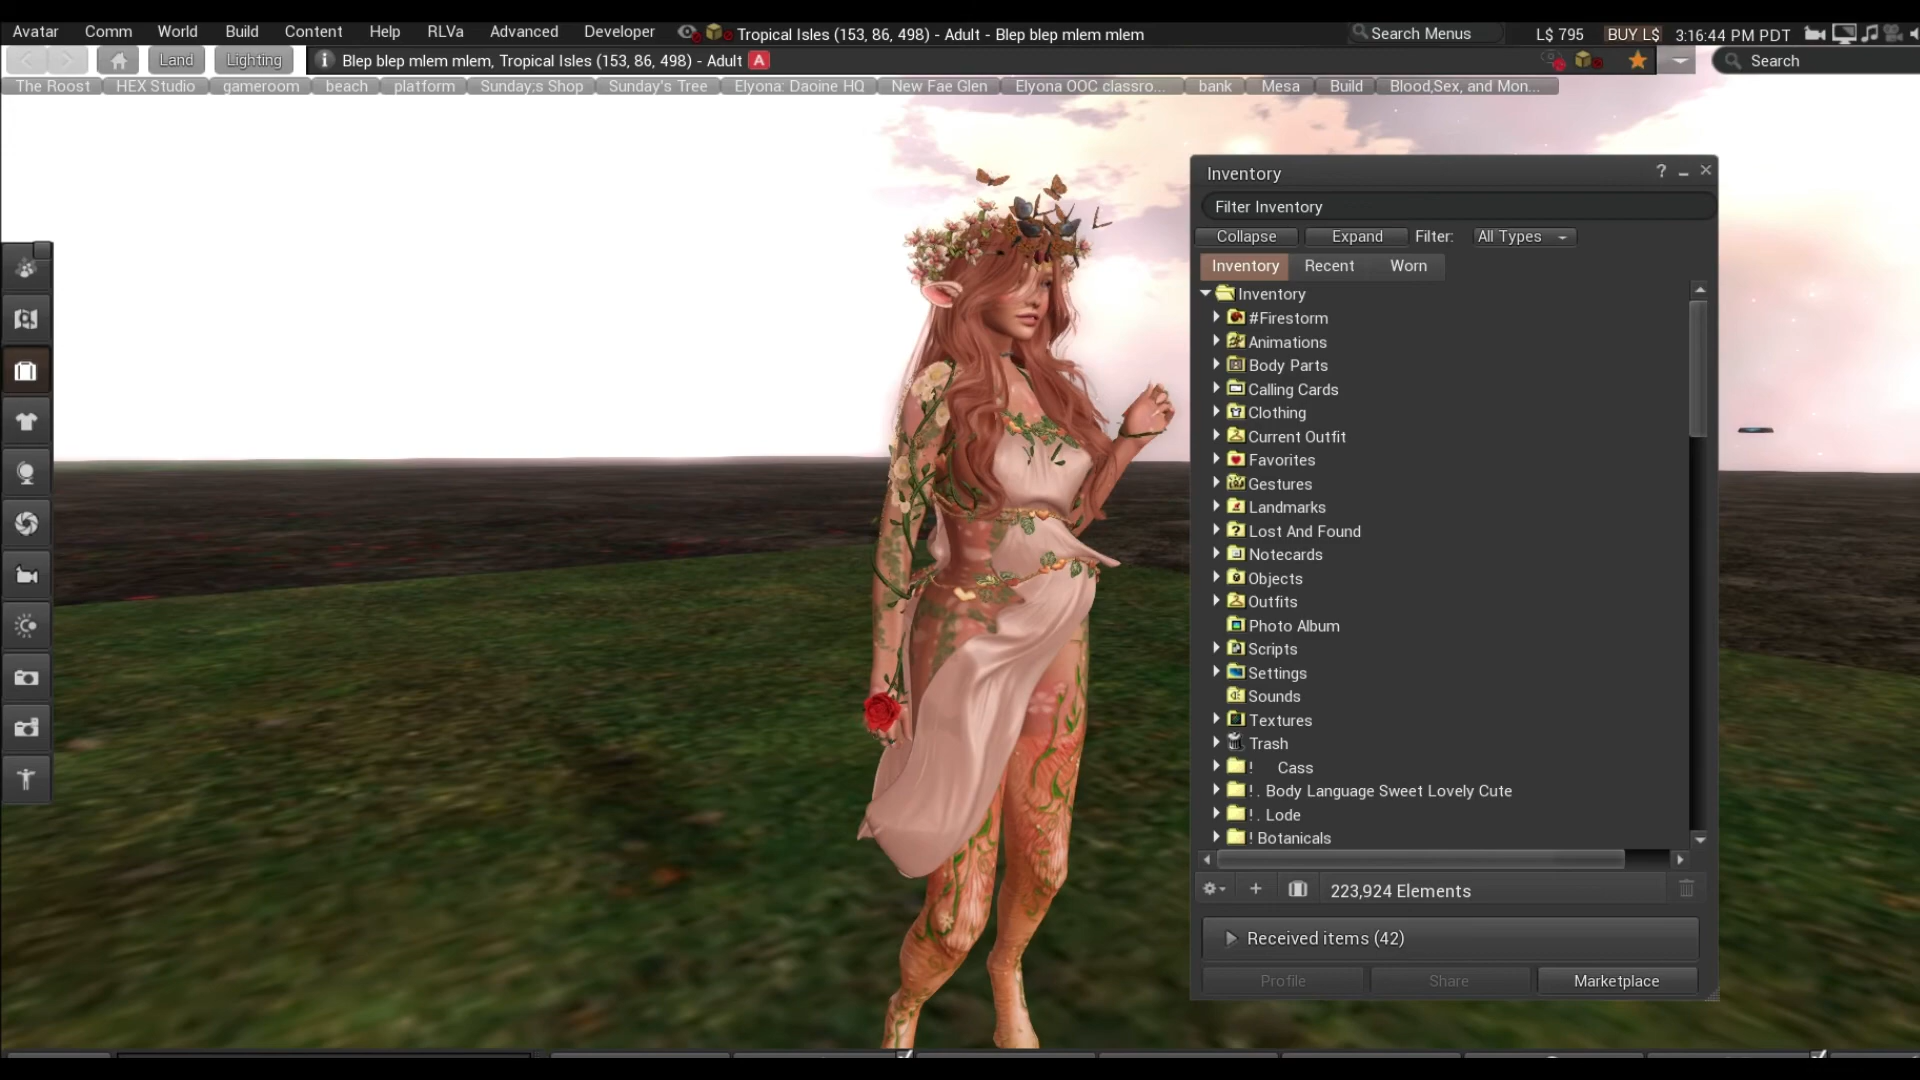 Avatar Comm World Build Content Help RLVa Advanced Developer Tropical Isles (153, 86, 498) - Adult - Blep blep mlem mlem Search Menus L$ 795 BUY L$ 3:16:44 PM PDT
Land Lighting Blep blep mlem mlem, Tropical Isles (153, 86, 498) - Adult A Search
The Roost HEX Studio gameroom beach platform Sunday;s Shop Sunday's Tree Elyona: Daoine HQ New Fae Glen Elyona OOC classro... bank Mesa Build Blood,Sex, and Mon...
Inventory ?
Filter Inventory
Collapse Expand Filter: All Types
Inventory Recent Worn
Inventory
#Firestorm
Animations
Body Parts
Calling Cards
Clothing
Current Outfit
Favorites
Gestures
Landmarks
Lost And Found
Notecards
Objects
Outfits
Photo Album
Scripts
Settings
Sounds
Textures
Trash
! Cass
! . Body Language Sweet Lovely Cute
! . Lode
! Botanicals
+ 223,924 Elements
Received items (42)
Profile Share Marketplace